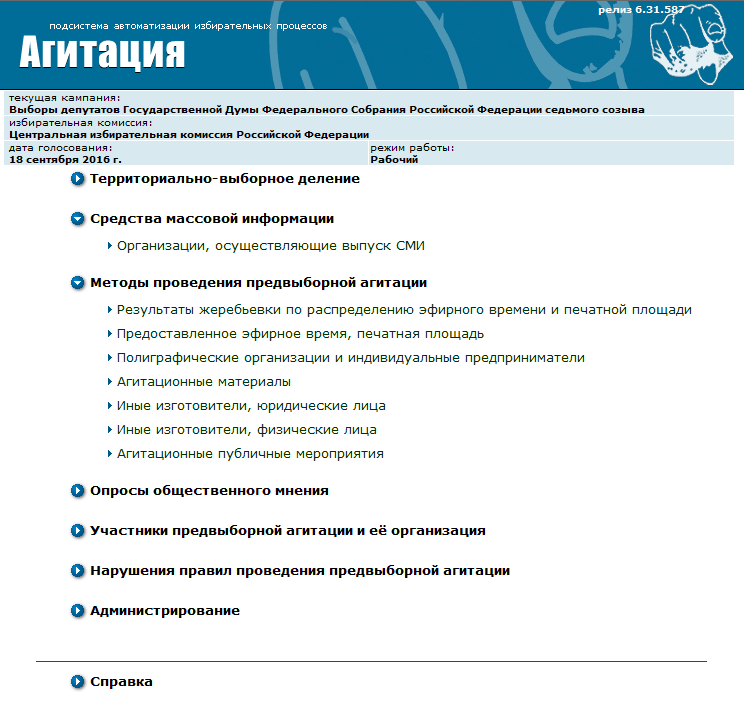 релиз 6.31.587
подсистема автоматизации избирательных процессов
Агитация
текущая кампания:
Выборы депутатов Государственной Думы Федерального Собрания Российской Федерации седьмого созыва
избирательная комиссия:
Центральная избирательная комиссия Российской Федерации
дата голосования:
18 сентября 2016 г.
режим работы:
Рабочий
Территориально-выборное деление
Средства массовой информации
Организации, осуществляющие выпуск СМИ
Методы проведения предвыборной агитации
Результаты жеребьевки по распределению эфирного времени и печатной площади
Предоставленное эфирное время, печатная площадь
Полиграфические организации и индивидуальные предприниматели
Агитационные материалы
Иные изготовители, юридические лица
Иные изготовители, физические лица
Агитационные публичные мероприятия
Опросы общественного мнения
Участники предвыборной агитации и её организация
Нарушения правил проведения предвыборной агитации
Администрирование
Справка